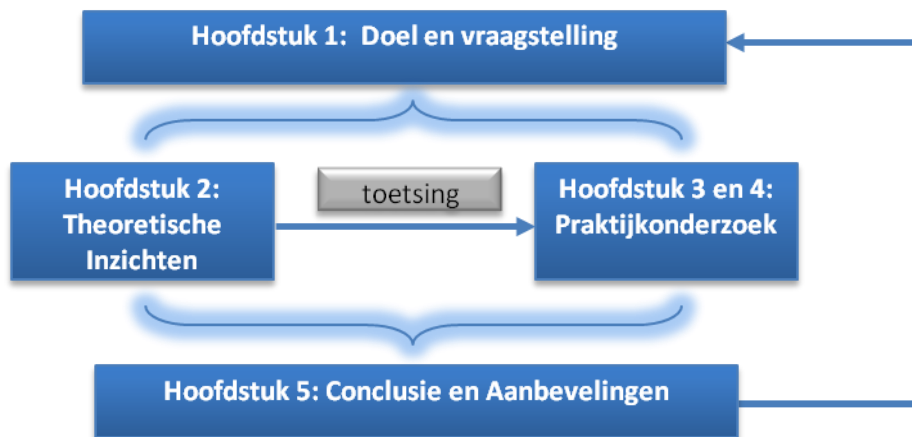 Hoofdstuk 1:  Doel en vraagstelling
Hoofdstuk 2:
Theoretische
Inzichten
toetsing
Hoofdstuk 3 en 4:
Praktijkonderzoek
Hoofdstuk 5: Conclusie en Aanbevelingen